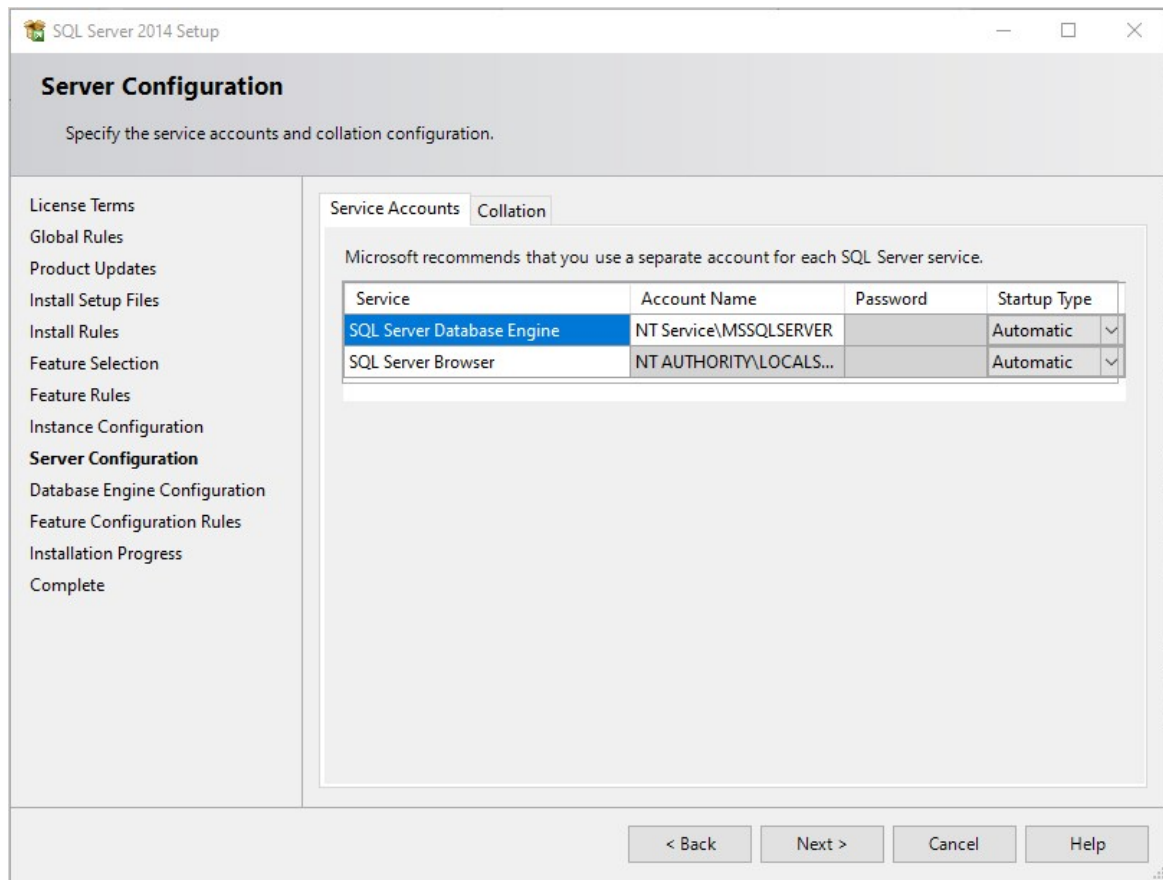 SQL Server 2014 Setup
Server Configuration
Specify the service accounts and collation configuration.
License Terms
Global Rules
Product Updates
Install Setup Files
Install Rules
Feature Selection
Feature Rules
Instance Configuration
Server Configuration
Database Engine Configuration
Feature Configuration Rules
Installation Progress
Complete
Service Accounts Collation
Microsoft recommends that you use a separate account for each SQL Server service.
Service Account Name Password Startup Type
SQL Server Database Engine NT Service\MSSQLSERVER Automatic
SQL Server Browser NT AUTHORITY\LOCALS... Automatic
< Back Next > Cancel Help